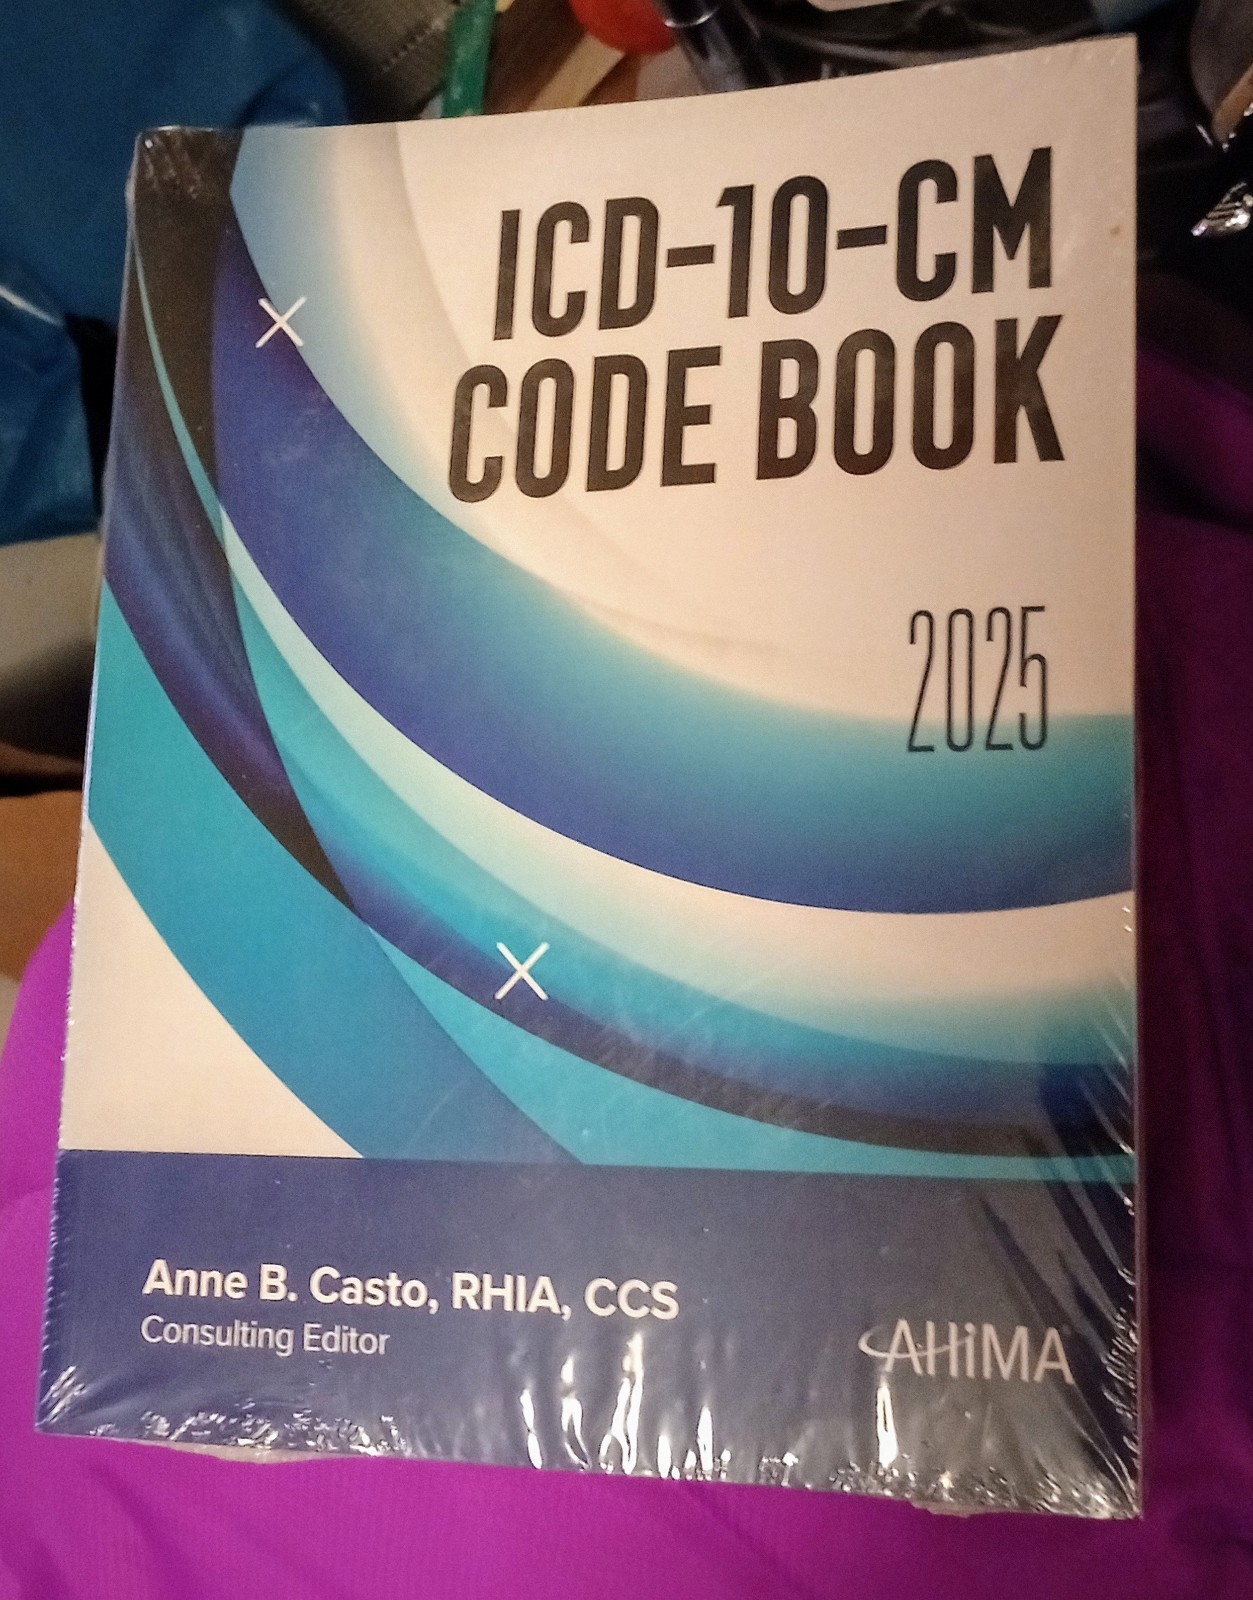 ICD-10-CM
CODE BOOK
2025
Anne B. Casto, RHIA, CCS
Consulting Editor
AHiMA